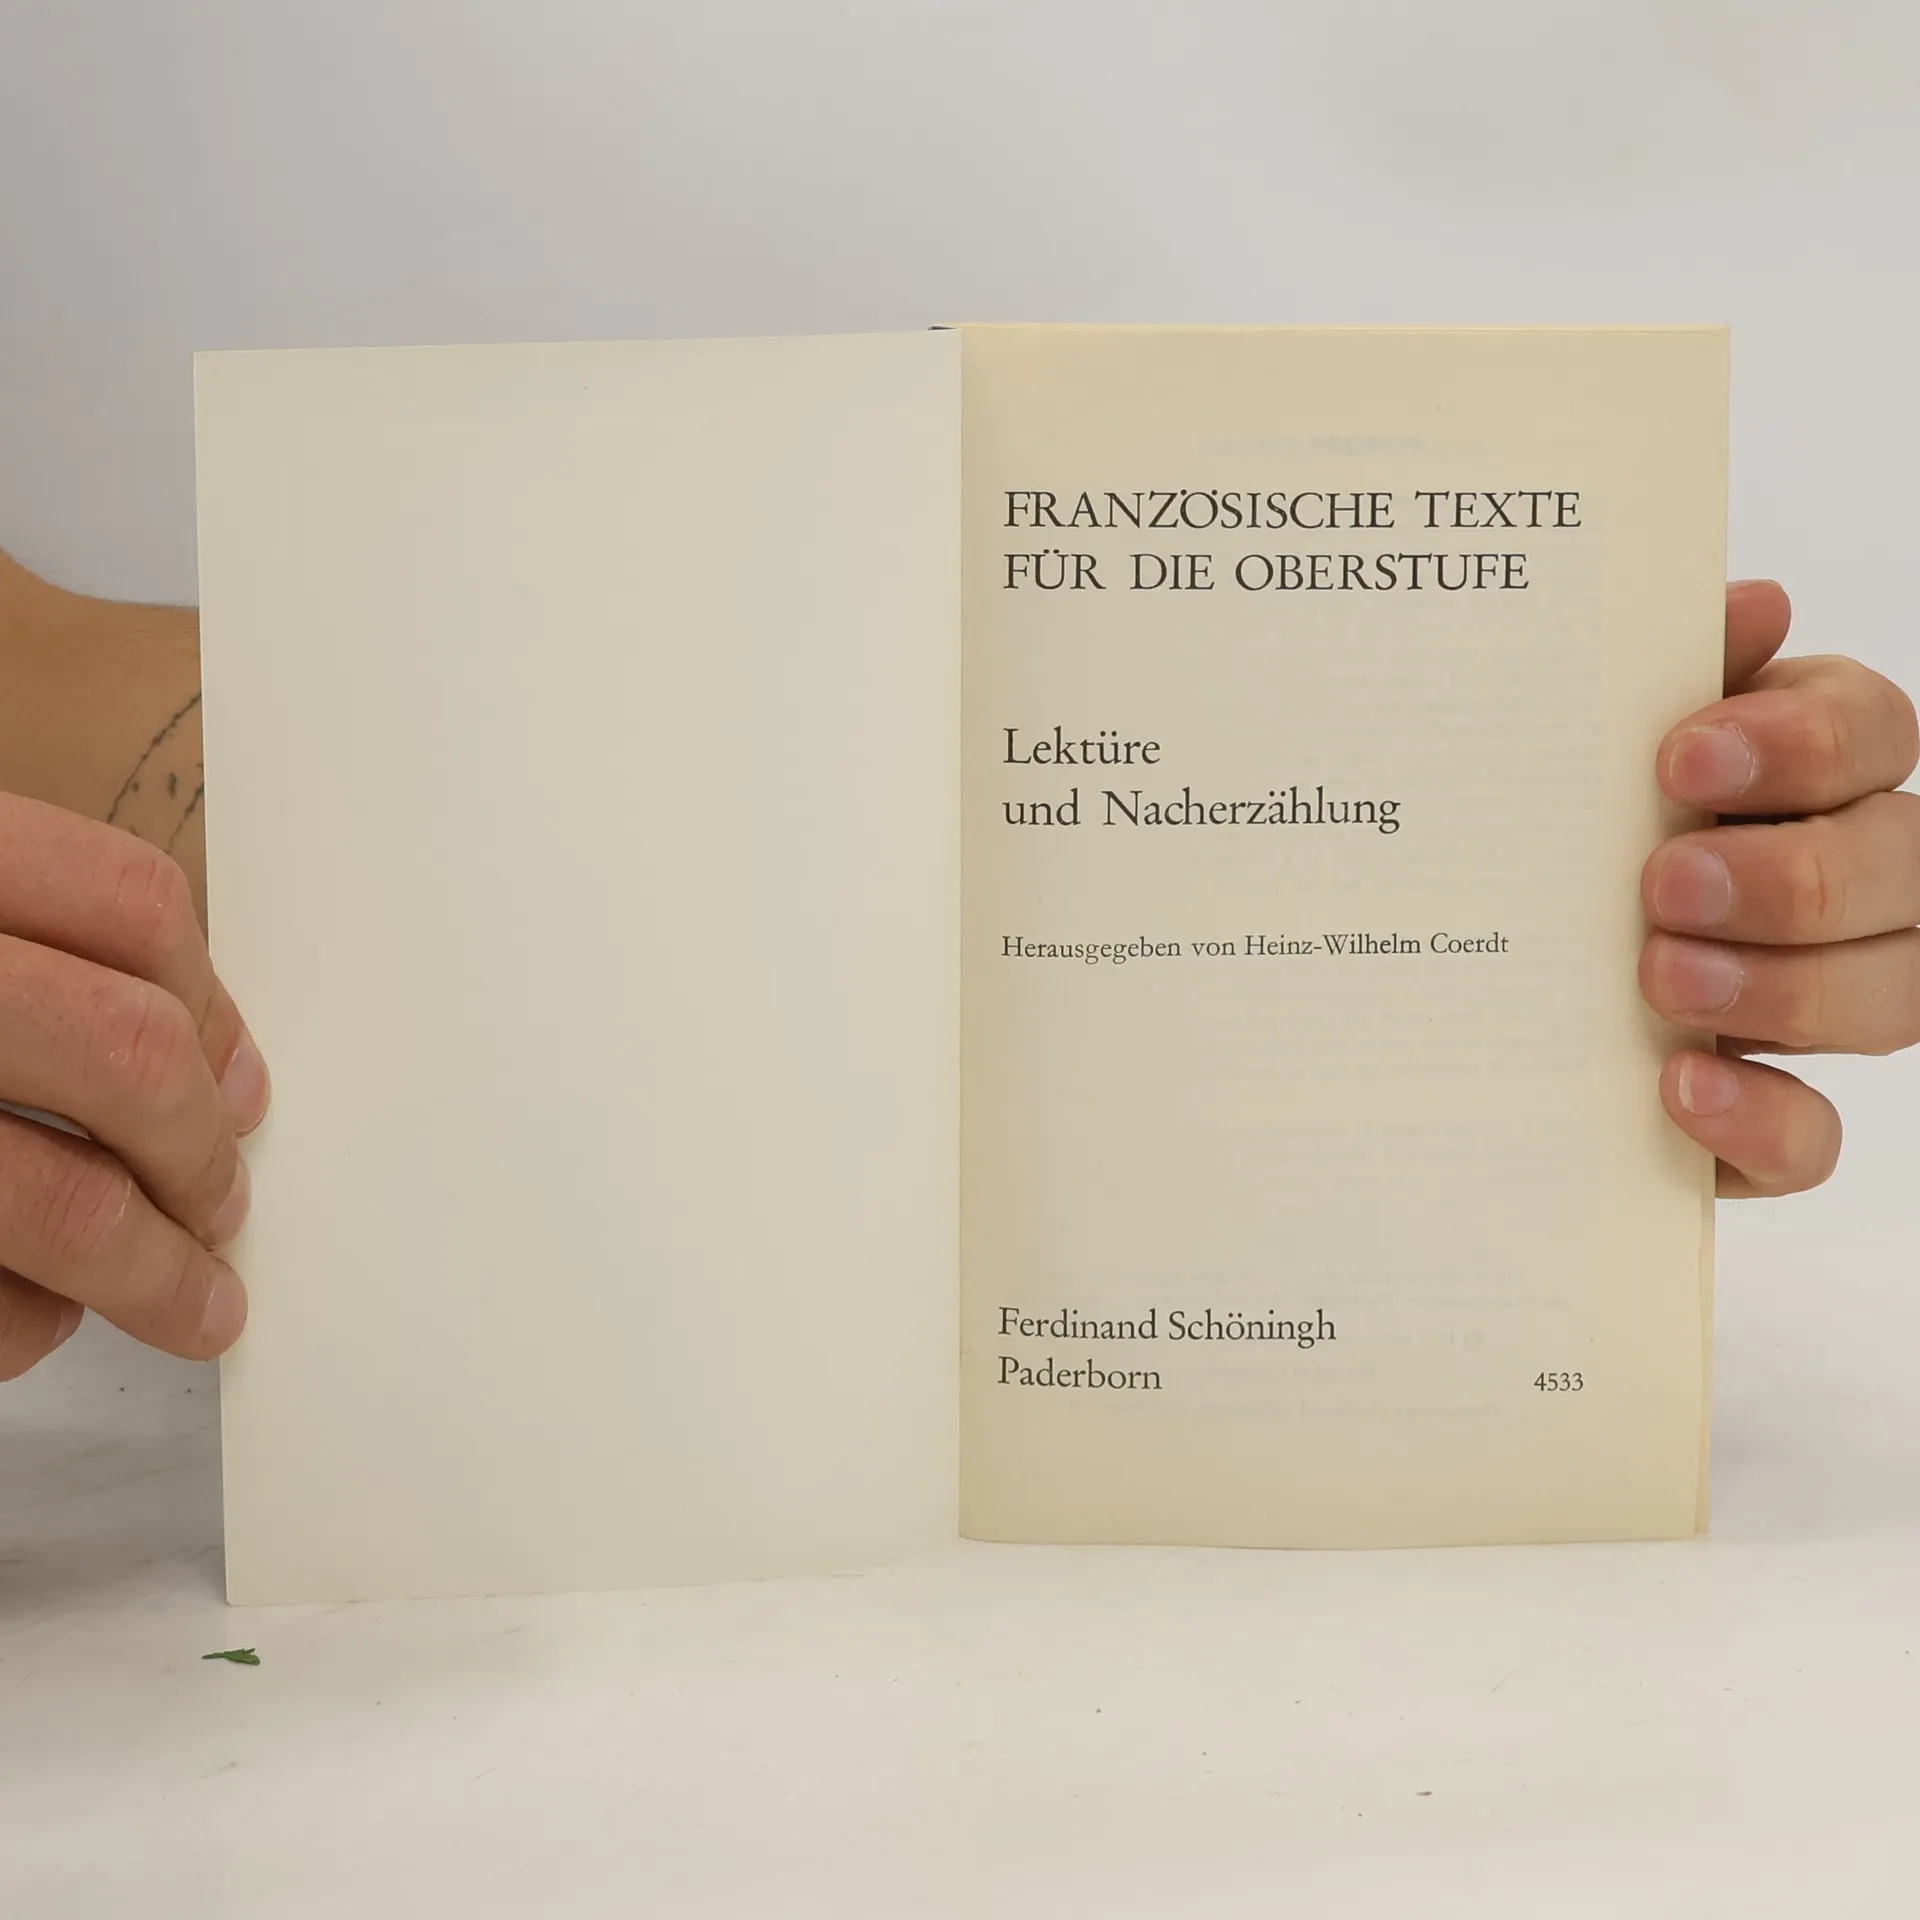 FRANZÖSISCHE TEXTE
FÜR DIE OBERSTUFE
Lektüre
und Nacherzählung
Herausgegeben von Heinz-Wilhelm Coerdt
Ferdinand Schöningh
Paderborn
4533